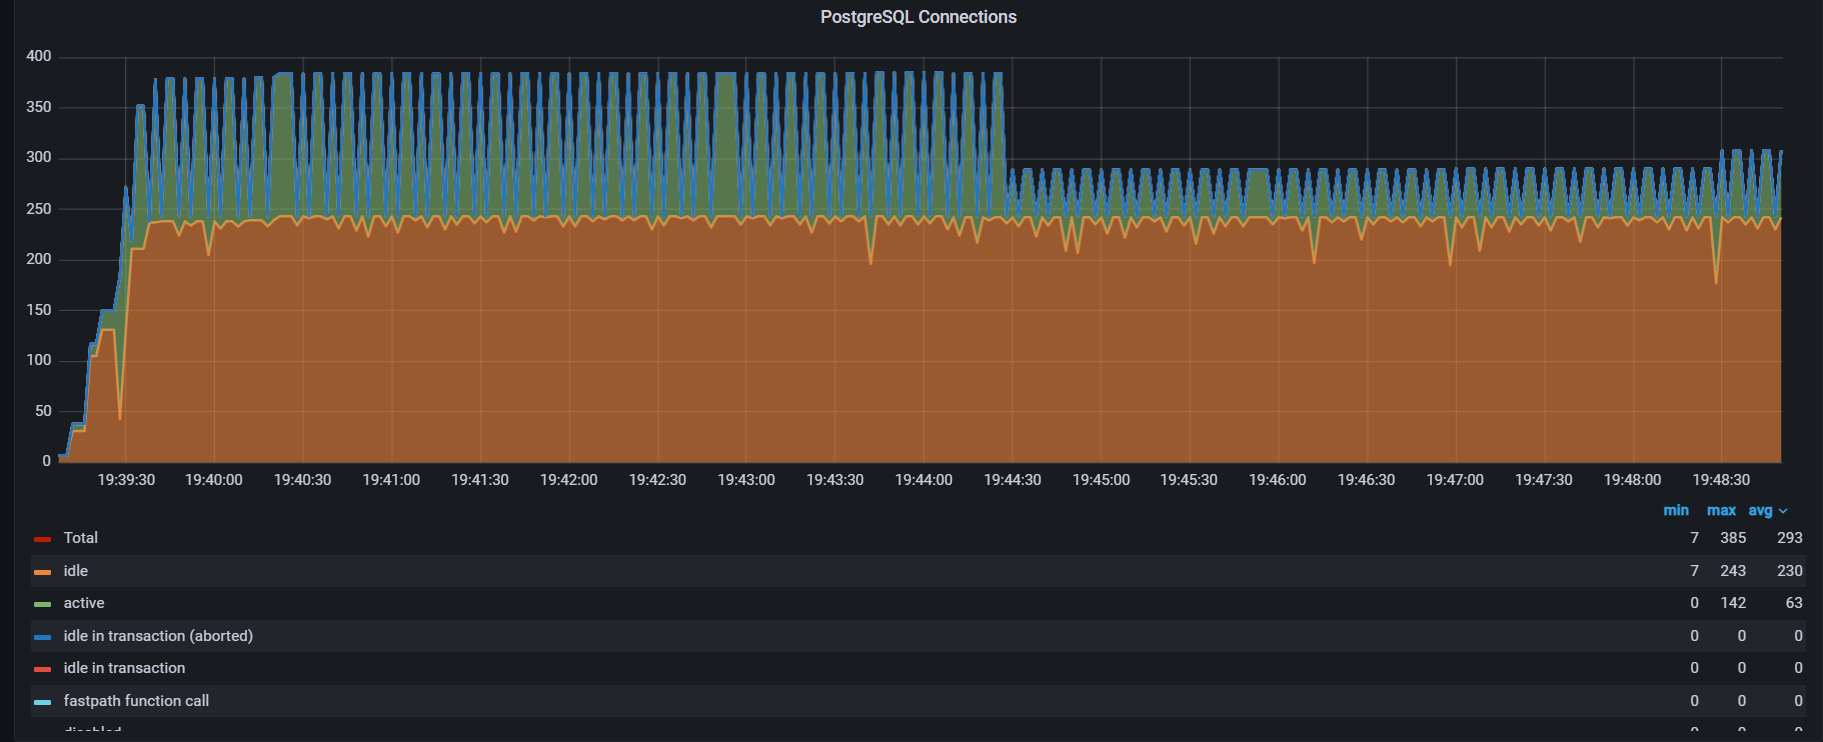 PostgreSQL Connections
400
350
300
250
200
150
100
50
0
19:39:30 19:40:00 19:40:30 19:41:00 19:41:30 19:42:00 19:42:30 19:43:00 19:43:30 19:44:00 19:44:30 19:45:00 19:45:30 19:46:00 19:46:30 19:47:00 19:47:30 19:48:00 19:48:30
min max avg
Total 7 385 293
idle 7 243 230
active 0 142 63
idle in transaction (aborted) 0 0 0
idle in transaction 0 0 0
fastpath function call 0 0 0
disabled 0 0 0